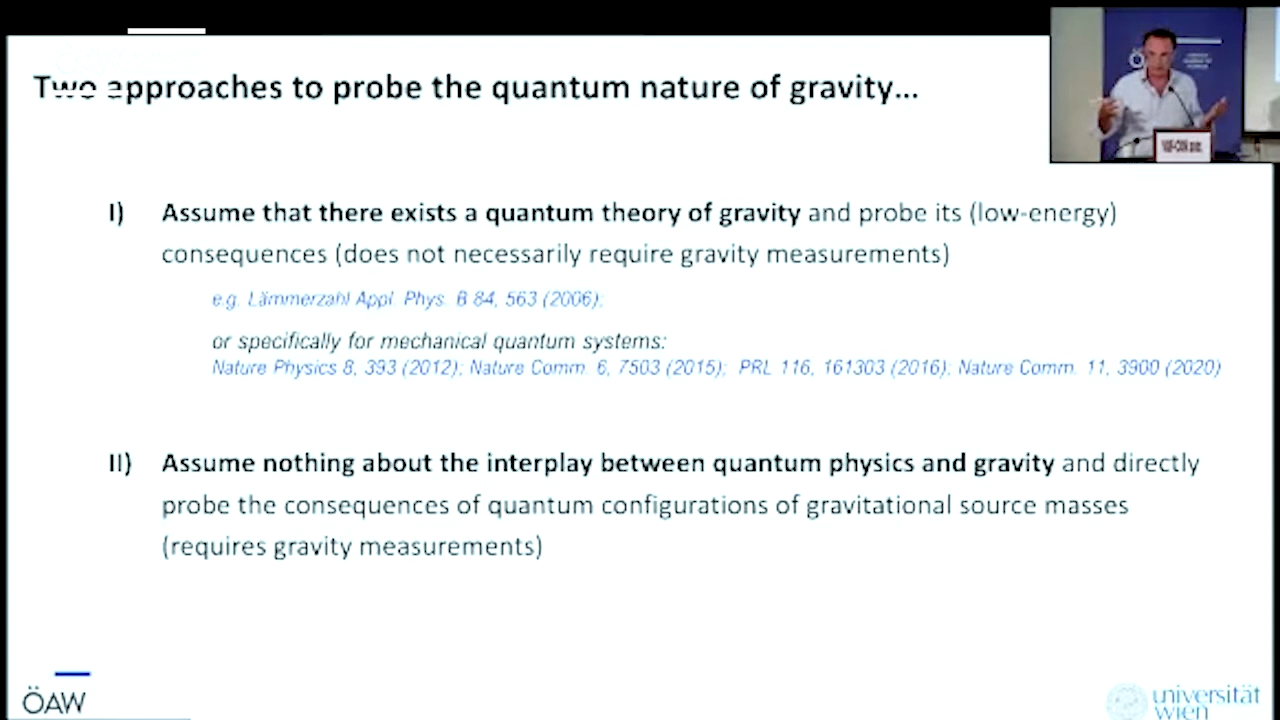 Two approaches to probe the quantum nature of gravity...
I) Assume that there exists a quantum theory of gravity and probe its (low-energy)
consequences (does not necessarily require gravity measurements)
e.g. Lämmerzahl Appl. Phys. B 84, 563 (2006);
or specifically for mechanical quantum systems:
Nature Physics 8, 393 (2012); Nature Comm. 6, 7503 (2015); PRL 116, 161303 (2016); Nature Comm. 11, 3900 (2020)
II) Assume nothing about the interplay between quantum physics and gravity and directly
probe the consequences of quantum configurations of gravitational source masses
(requires gravity measurements)
ÖAW
universität
wien